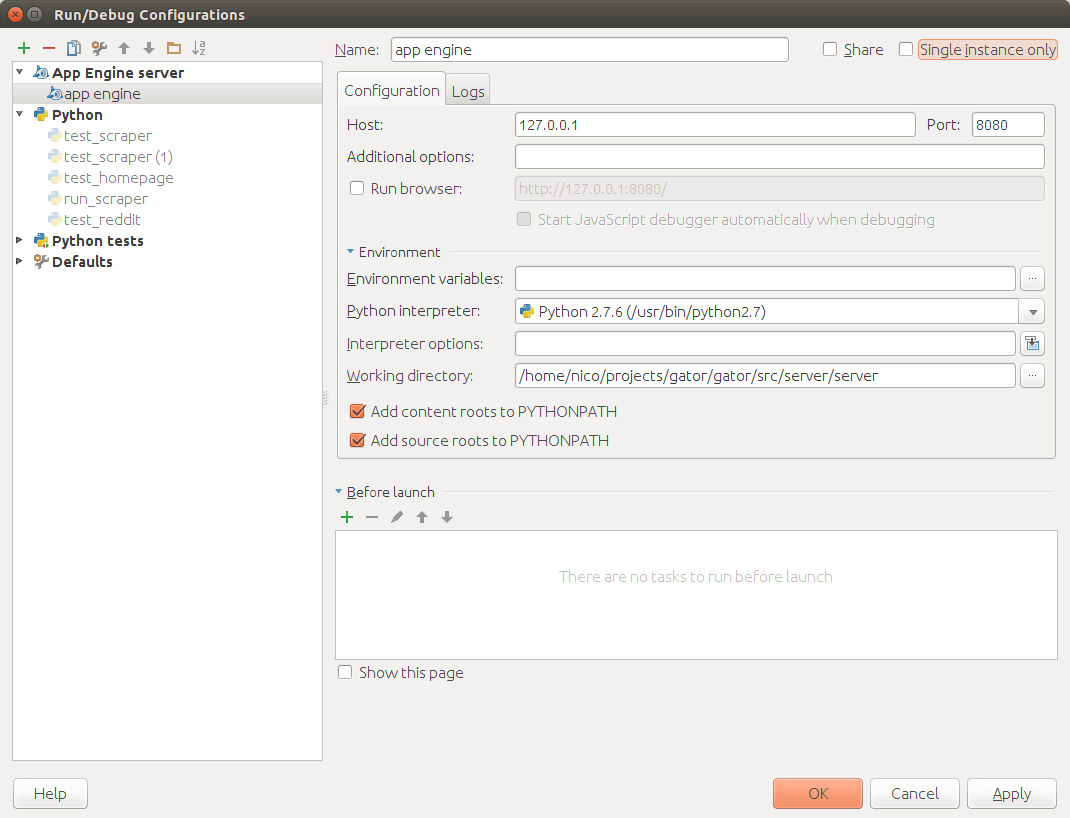 Run/Debug Configurations
Name: app engine Share Single instance only
App Engine server
app engine
Python
test_scraper
test_scraper (1)
test_homepage
run_scraper
test_reddit
Python tests
Defaults
Configuration Logs
Host: 127.0.0.1 Port: 8080
Additional options:
Run browser: http://127.0.0.1:8080/
Start JavaScript debugger automatically when debugging
Environment
Environment variables: ...
Python interpreter: Python 2.7.6 (/usr/bin/python2.7)
Interpreter options:
Working directory: /home/nico/projects/gator/gator/src/server/server ...
Add content roots to PYTHONPATH
Add source roots to PYTHONPATH
Before launch
There are no tasks to run before launch
Show this page
Help OK Cancel Apply